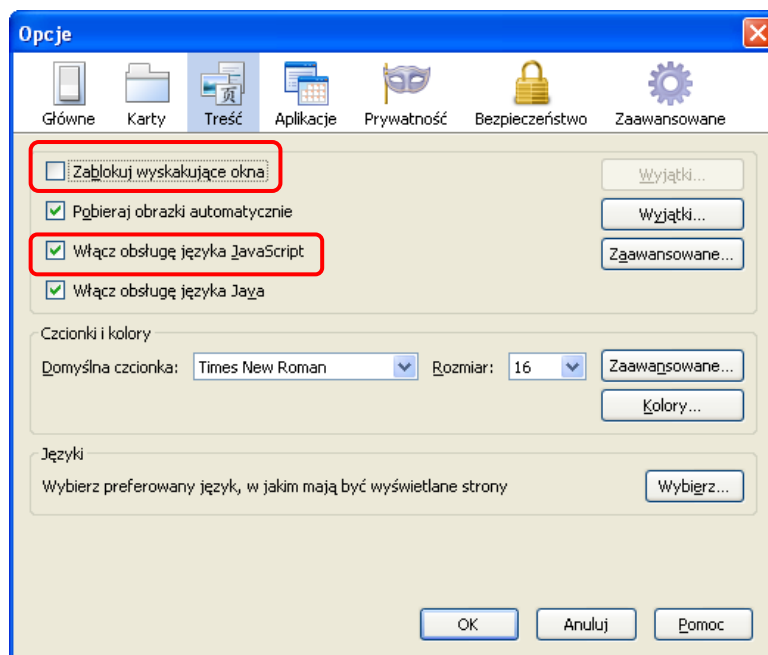 Opcje
Główne Karty Treść Aplikacje Prywatność Bezpieczeństwo Zaawansowane
Zablokuj wyskakujące okna Wyjątki...
Pobieraj obrazki automatycznie Wyjątki...
Włącz obsługę języka JavaScript Zaawansowane...
Włącz obsługę języka Java
Czcionki i kolory
Domyślna czcionka: Times New Roman Rozmiar: 16 Zaawansowane...
Kolory...
Języki
Wybierz preferowany język, w jakim mają być wyświetlane strony Wybierz...
OK Anuluj Pomoc